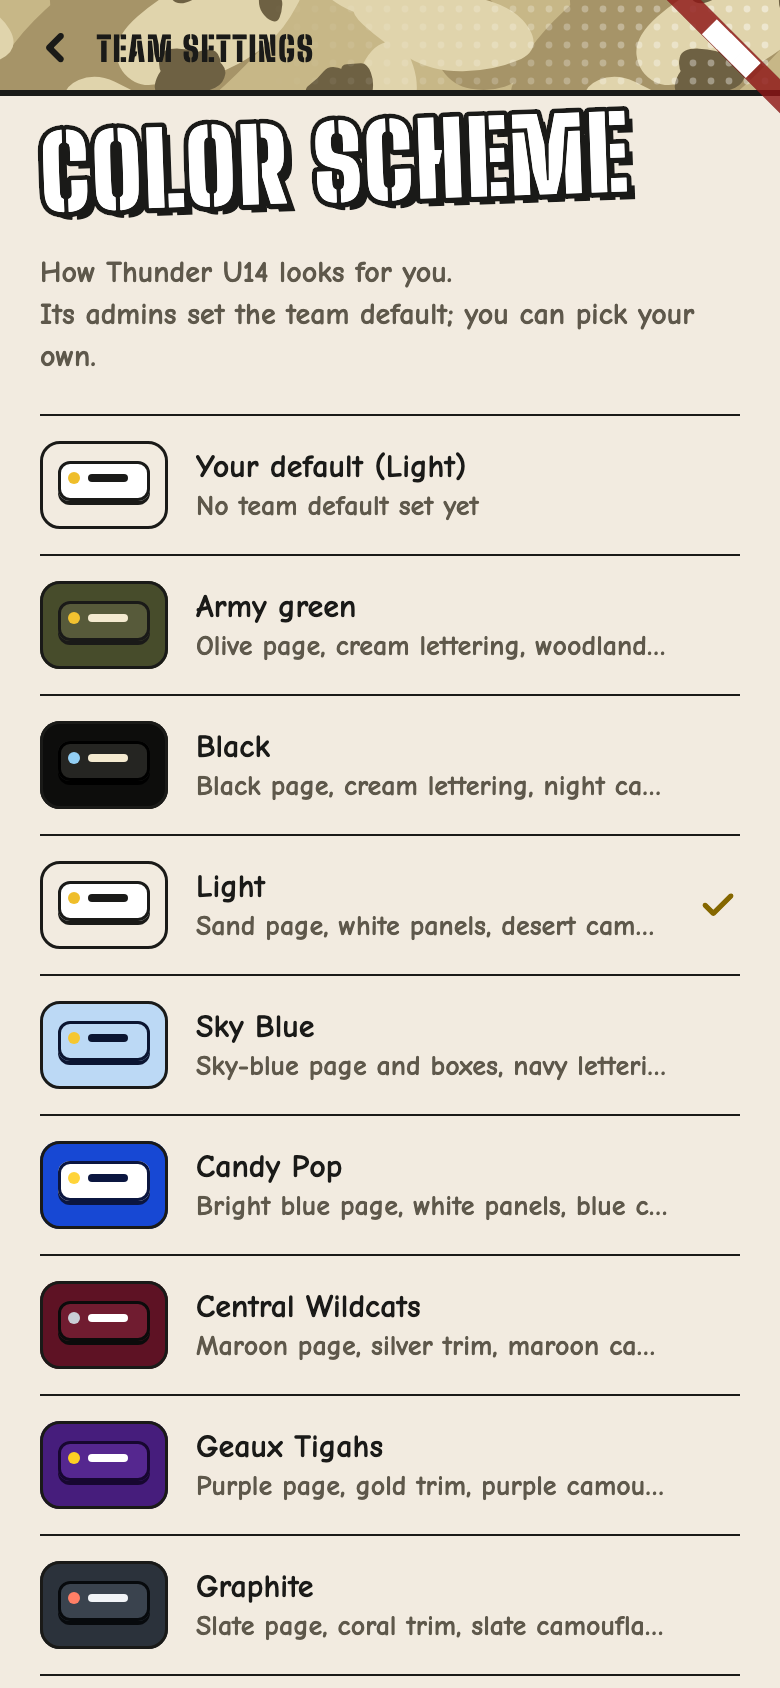 TEAM SETTINGS
COLOR SCHEME
How Thunder U14 looks for you.
Its admins set the team default; you can pick your
own.
Your default (Light)
No team default set yet
Army green
Olive page, cream lettering, woodland...
Black
Black page, cream lettering, night ca...
Light
Sand page, white panels, desert cam...
Sky Blue
Sky-blue page and boxes, navy letteri...
Candy Pop
Bright blue page, white panels, blue c...
Central Wildcats
Maroon page, silver trim, maroon ca...
Geaux Tigahs
Purple page, gold trim, purple camou...
Graphite
Slate page, coral trim, slate camoufla...